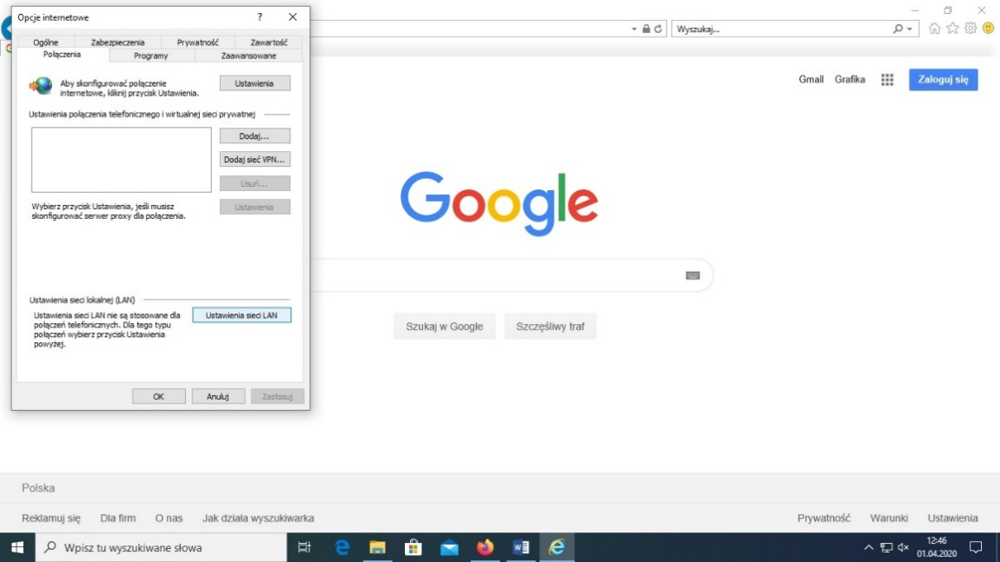 Opcje internetowe
?
Ogólne Zabezpieczenia Prywatność Zawartość
Połączenia Programy Zaawansowane
Aby skonfigurować połączenie
internetowe, kliknij przycisk Ustawienia.
Ustawienia
Ustawienia połączenia telefonicznego i wirtualnej sieci prywatnej
Dodaj...
Dodaj sieć VPN...
Usuń...
Wybierz przycisk Ustawienia, jeśli musisz
skonfigurować serwer proxy dla połączenia.
Ustawienia
Ustawienia sieci lokalnej (LAN)
Ustawienia sieci LAN nie są stosowane dla
połączeń telefonicznych. Dla tego typu
połączeń wybierz przycisk Ustawienia
powyżej.
Ustawienia sieci LAN
OK Anuluj Zastosuj
Wyszukaj...
Gmail Grafika Zaloguj się
Google
Szukaj w Google Szczęśliwy traf
Polska
Reklamuj się Dla firm O nas Jak działa wyszukiwarka Prywatność Warunki Ustawienia
Wpisz tu wyszukiwane słowa
12:46
01.04.2020